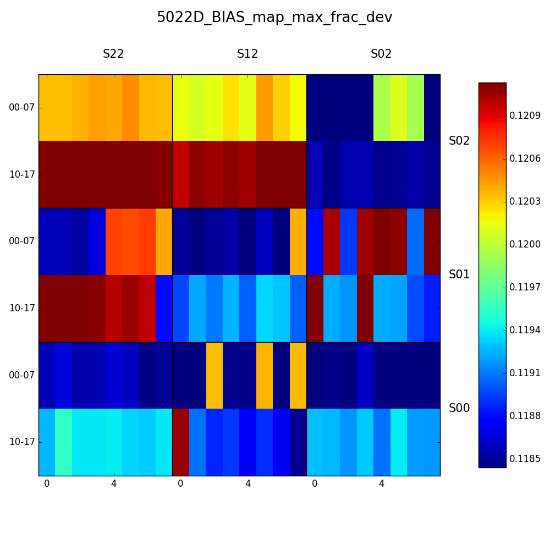 5022D_BIAS_map_max_frac_dev
S22 S12 S02
00-07
10-17
00-07
10-17
00-07
10-17
S02
S01
S00
0 4 0 4 0 4
0.1209
0.1206
0.1203
0.1200
0.1197
0.1194
0.1191
0.1188
0.1185